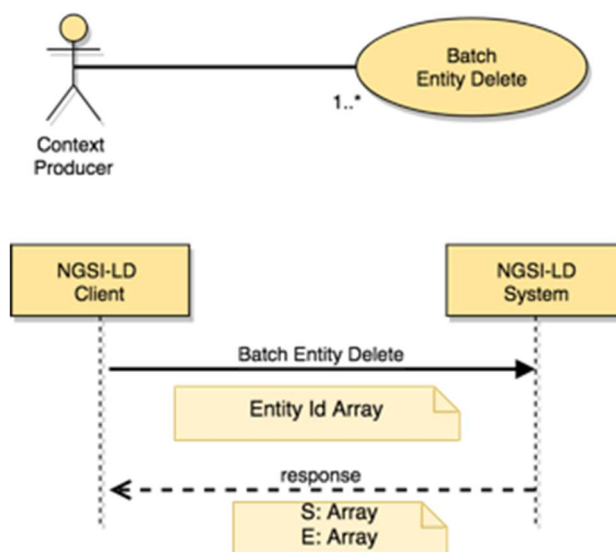 Batch
Entity Delete
1..*
Context
Producer
NGSI-LD
Client
NGSI-LD
System
Batch Entity Delete
Entity Id Array
response
S: Array
E: Array